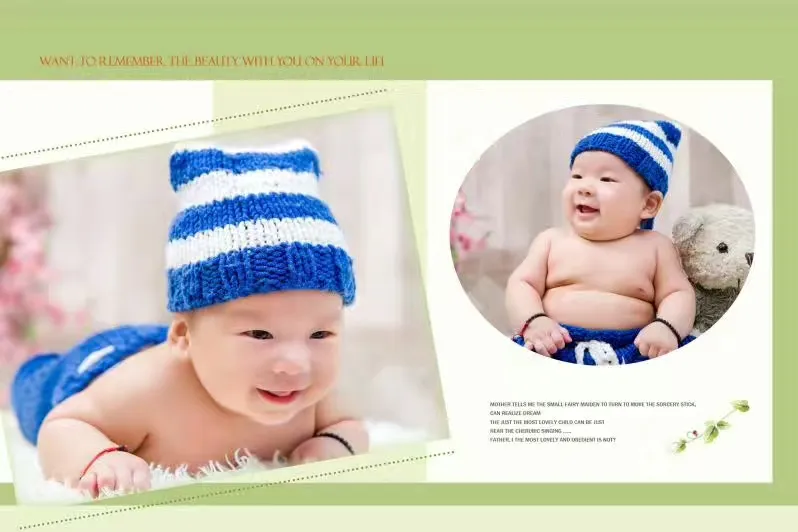 WANT TO REMEMBER THE BEAUTY WITH YOU ON YOUR LIFE
MOTHER TELLS ME THE SMALL FAIRY MAIDEN TO TURN TO MOVE THE SORCERY STICK,
CAN REALIZE DREAM
THE JUST THE MOST LOVELY CHILD CAN BE JUST
REAR THE CHERUBIC SINGING ......
FATHER, I THE MOST LOVELY AND OBEDIENT IS NOT?